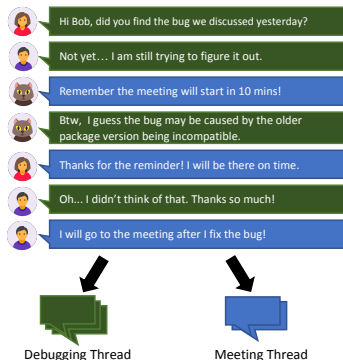 Hi Bob, did you find the bug we discussed yesterday?
Not yet... I am still trying to figure it out.
Remember the meeting will start in 10 mins!
Btw, I guess the bug may be caused by the older
package version being incompatible.
Thanks for the reminder! I will be there on time.
Oh... I didn't think of that. Thanks so much!
I will go to the meeting after I fix the bug!
Debugging Thread
Meeting Thread